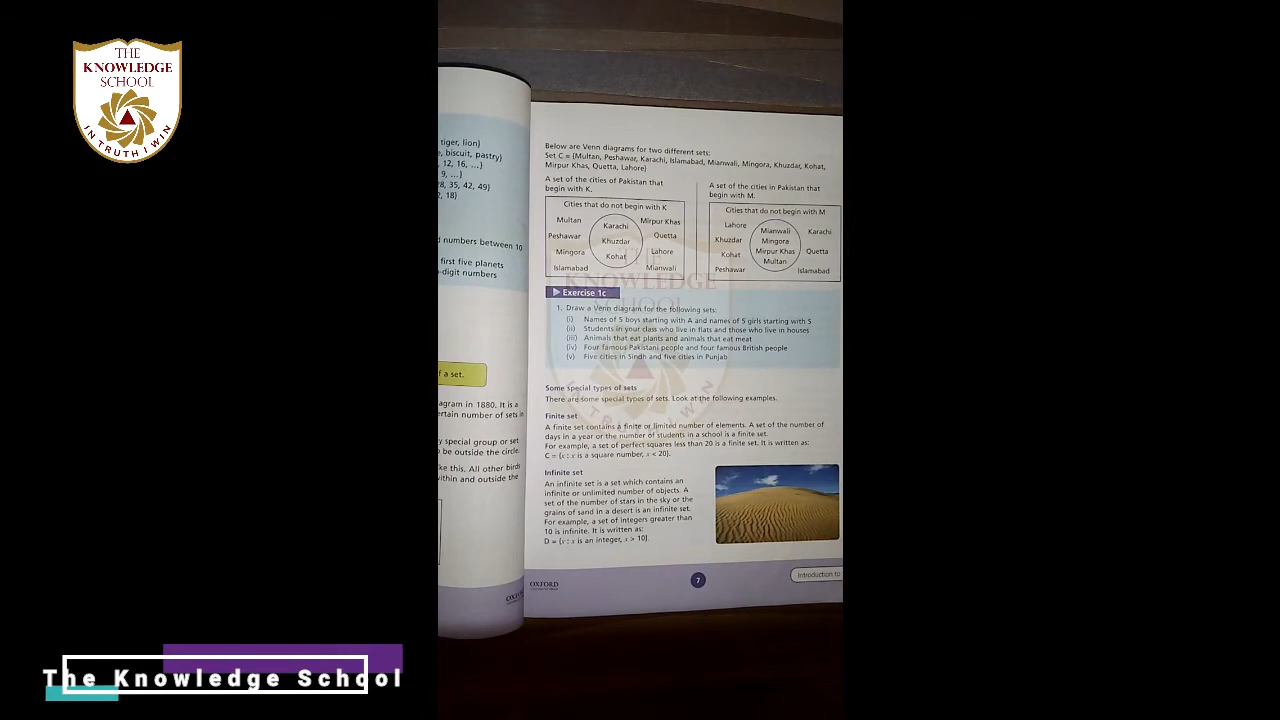 THE
KNOWLEDGE
SCHOOL
IN TRUTH I WIN
tiger, lion}
biscuit, pastry}
12, 16, ...}
9, ...}
28, 35, 42, 49}
18}
numbers between 10
first five planets
-digit numbers
f a set.
agram in 1880. It is a
ertain number of sets in
y special group or set
be outside the circle.
ke this. All other birds
within and outside the
OXFORD
Below are Venn diagrams for two different sets:
Set C = {Multan, Peshawar, Karachi, Islamabad, Mianwali, Mingora, Khuzdar, Kohat,
Mirpur Khas, Quetta, Lahore}
A set of the cities of Pakistan that
begin with K.
Cities that do not begin with K
Multan
Karachi
Mirpur Khas
Peshawar
Khuzdar
Quetta
Mingora
Kohat
Lahore
Islamabad
Mianwali
A set of the cities in Pakistan that
begin with M.
Cities that do not begin with M
Lahore
Mianwali
Karachi
Khuzdar
Mingora
Kohat
Mirpur Khas
Quetta
Peshawar
Multan
Islamabad
THE
KNOWLEDGE
SCHOOL
IN TRUTH I WIN
Exercise 1c
1. Draw a Venn diagram for the following sets:
(i) Names of 5 boys starting with A and names of 5 girls starting with S
(ii) Students in your class who live in flats and those who live in houses
(iii) Animals that eat plants and animals that eat meat
(iv) Four famous Pakistani people and four famous British people
(v) Five cities in Sindh and five cities in Punjab
Some special types of sets
There are some special types of sets. Look at the following examples.
Finite set
A finite set contains a finite or limited number of elements. A set of the number of
days in a year or the number of students in a school is a finite set.
For example, a set of perfect squares less than 20 is a finite set. It is written as:
C = {x : x is a square number, x < 20}.
Infinite set
An infinite set is a set which contains an
infinite or unlimited number of objects. A
set of the number of stars in the sky or the
grains of sand in a desert is an infinite set.
For example, a set of integers greater than
10 is infinite. It is written as:
D = {x : x is an integer, x > 10}.
OXFORD
UNIVERSITY PRESS
7
Introduction to
The Knowledge School